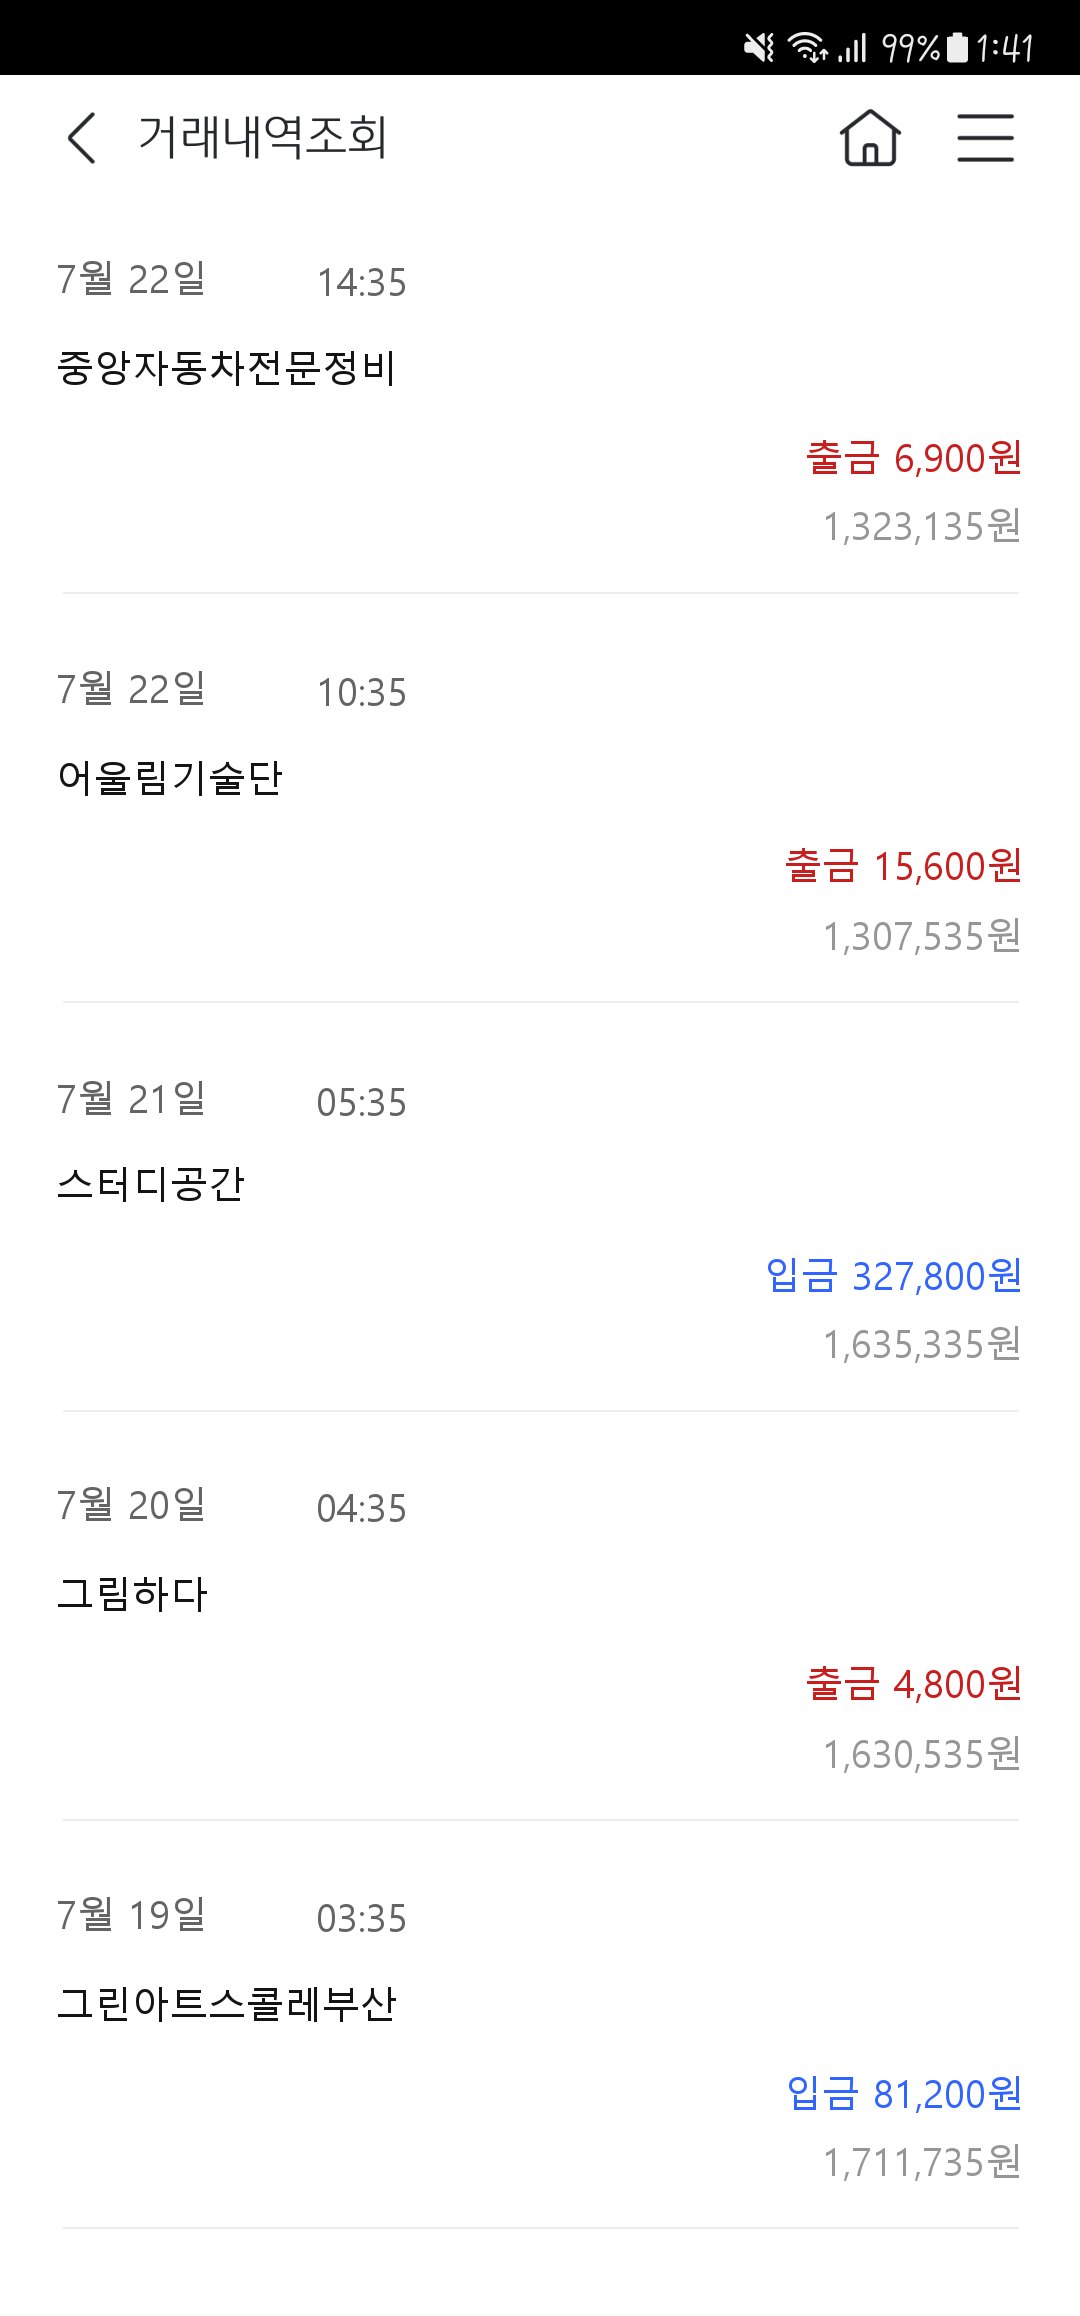 99% 1:41
거래내역조회
7월 22일 14:35
중앙자동차전문정비
출금 6,900원
1,323,135원
7월 22일 10:35
어울림기술단
출금 15,600원
1,307,535원
7월 21일 05:35
스터디공간
입금 327,800원
1,635,335원
7월 20일 04:35
그림하다
출금 4,800원
1,630,535원
7월 19일 03:35
그린아트스콜레부산
입금 81,200원
1,711,735원